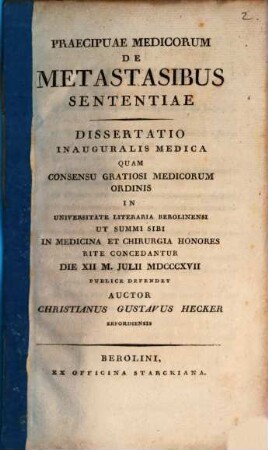 2.
PRAECIPUAE MEDICORUM
DE
METASTASIBUS
SENTENTIAE
DISSERTATIO
INAUGURALIS MEDICA
QUAM
CONSENSU GRATIOSI MEDICORUM
ORDINIS
IN
UNIVERSITATE LITERARIA BEROLINENSI
UT SUMMI SIBI
IN MEDICINA ET CHIRURGIA HONORES
RITE CONCEDANTUR
DIE XII M. JULII MDCCCXVII
PUBLICE DEFENDET
AUCTOR
CHRISTIANUS GUSTAVUS HECKER
ERFORDIENSIS
BEROLINI,
EX OFFICINA STARCKIANA.